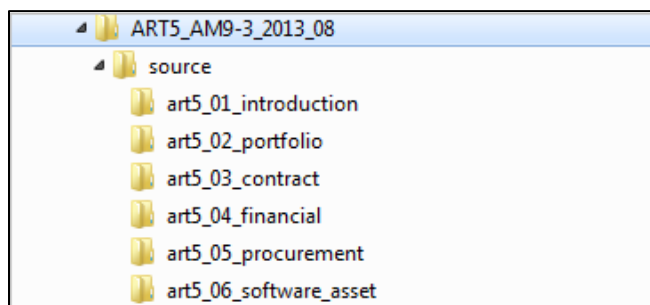 ART5_AM9-3_2013_08
source
art5_01_introduction
art5_02_portfolio
art5_03_contract
art5_04_financial
art5_05_procurement
art5_06_software_asset